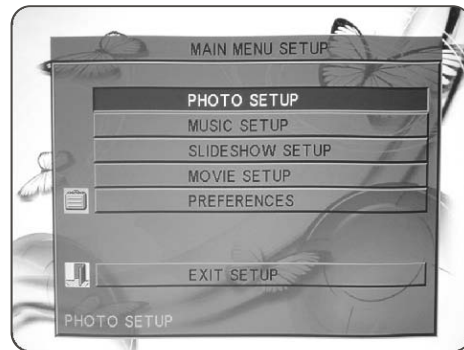 MAIN MENU SETUP
PHOTO SETUP
MUSIC SETUP
SLIDESHOW SETUP
MOVIE SETUP
PREFERENCES
EXIT SETUP
PHOTO SETUP